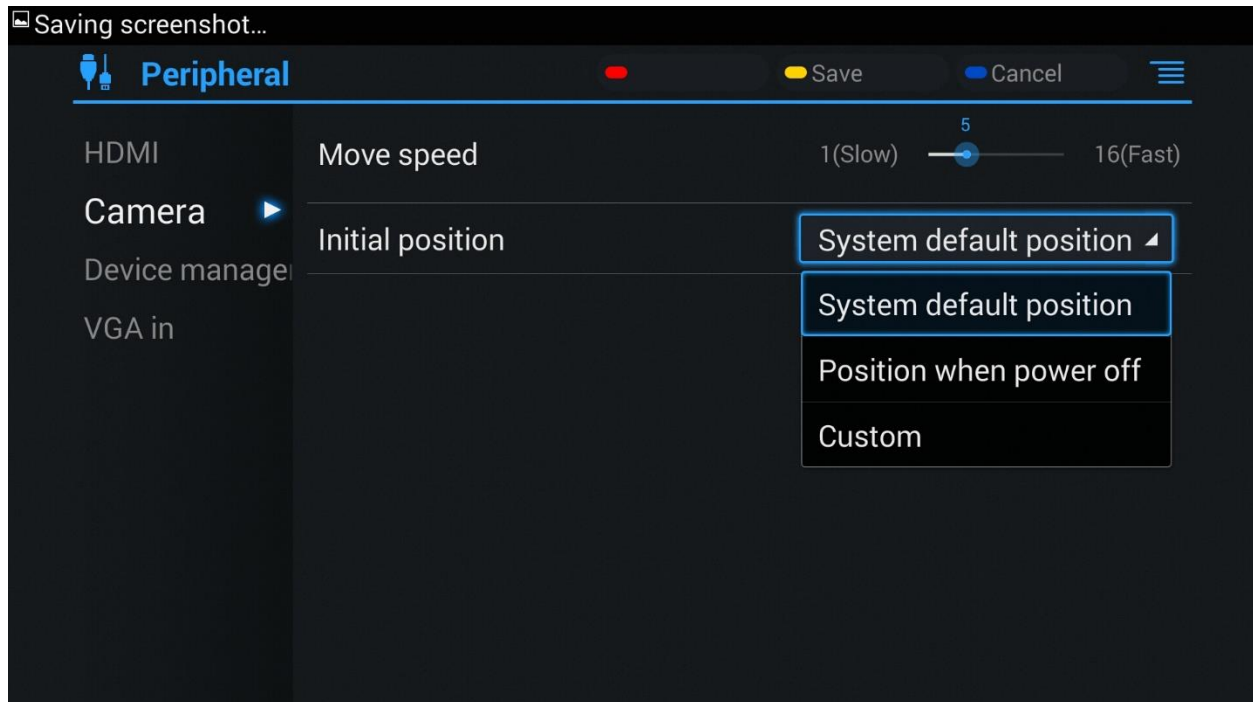 Saving screenshot...
Peripheral
Save
Cancel
HDMI
Camera
Device manage
VGA in
Move speed
5
1(Slow)
16(Fast)
Initial position
System default position
System default position
Position when power off
Custom